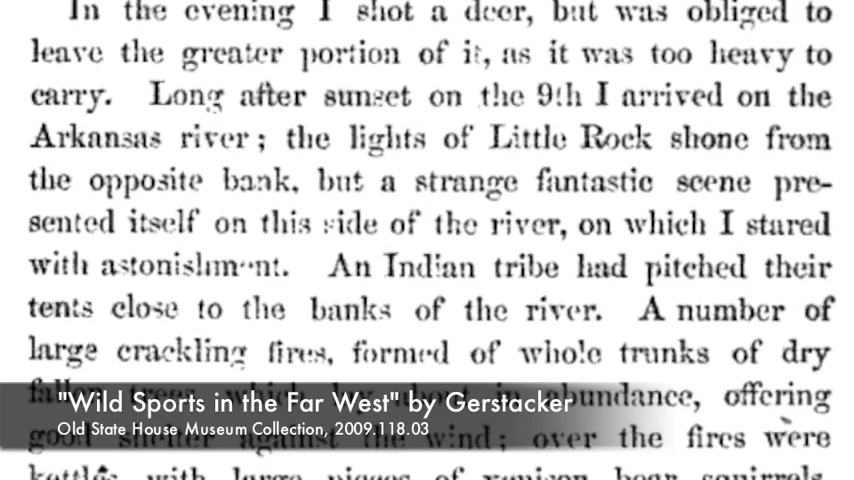 In the evening I shot a deer, but was obliged to
leave the greater portion of it, as it was too heavy to
carry. Long after sunset on the 9th I arrived on the
Arkansas river; the lights of Little Rock shone from
the opposite bank, but a strange fantastic scene pre-
sented itself on this side of the river, on which I stared
with astonishment. An Indian tribe had pitched their
tents close to the banks of the river. A number of
large crackling fires, formed of whole trunks of dry
fallen trees, which lay about in abundance, offering
"Wild Sports in the Far West" by Gerstacker
Old State House Museum Collection, 2009.118.03
good shelter against the wind; over the fires were
kettles with large pieces of venison, bear, squirrels,